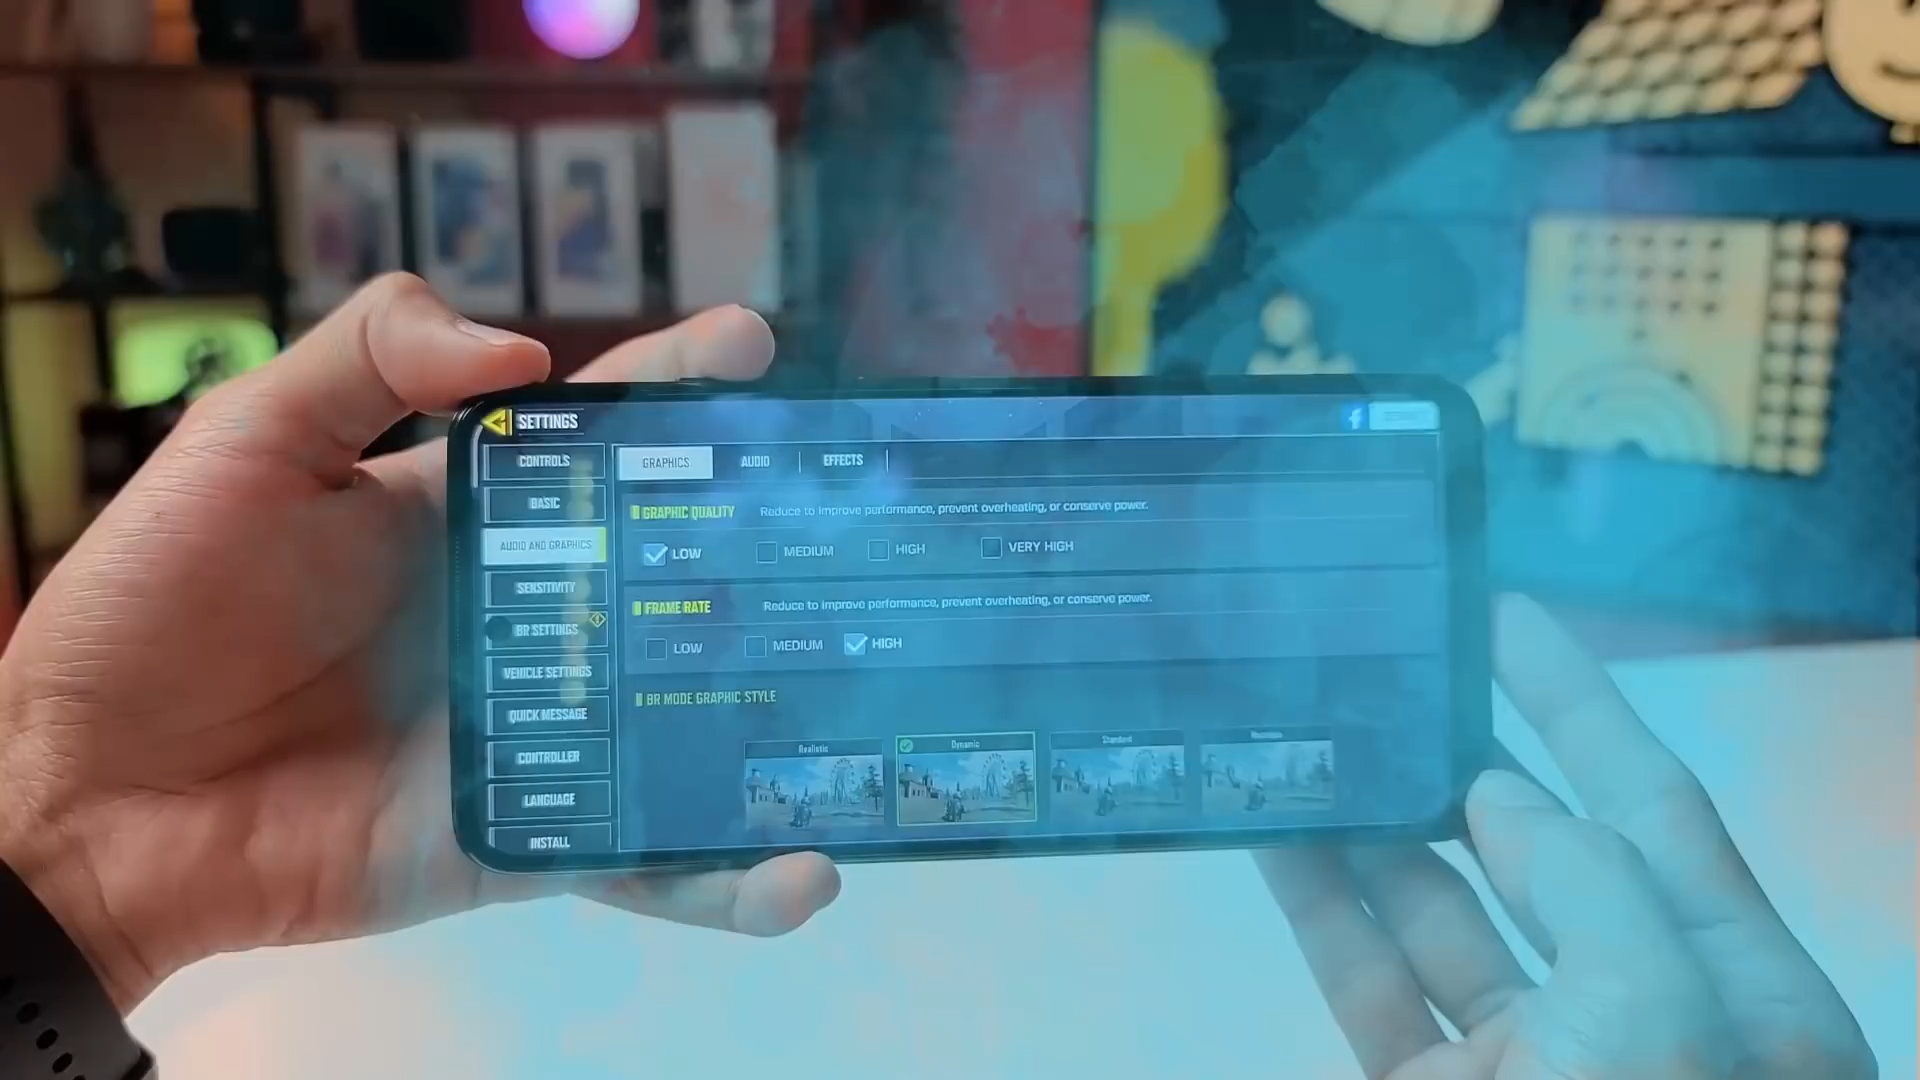 SETTINGS
CONTROLS
BASIC
AUDIO AND GRAPHICS
SENSITIVITY
BR SETTINGS
VEHICLE SETTINGS
QUICK MESSAGE
CONTROLLER
LANGUAGE
INSTALL
GRAPHICS AUDIO EFFECTS
GRAPHIC QUALITY Reduce to improve performance, prevent overheating, or conserve power.
LOW MEDIUM HIGH VERY HIGH
FRAME RATE Reduce to improve performance, prevent overheating, or conserve power.
LOW MEDIUM HIGH
BR MODE GRAPHIC STYLE
Realistic Dynamic Standard